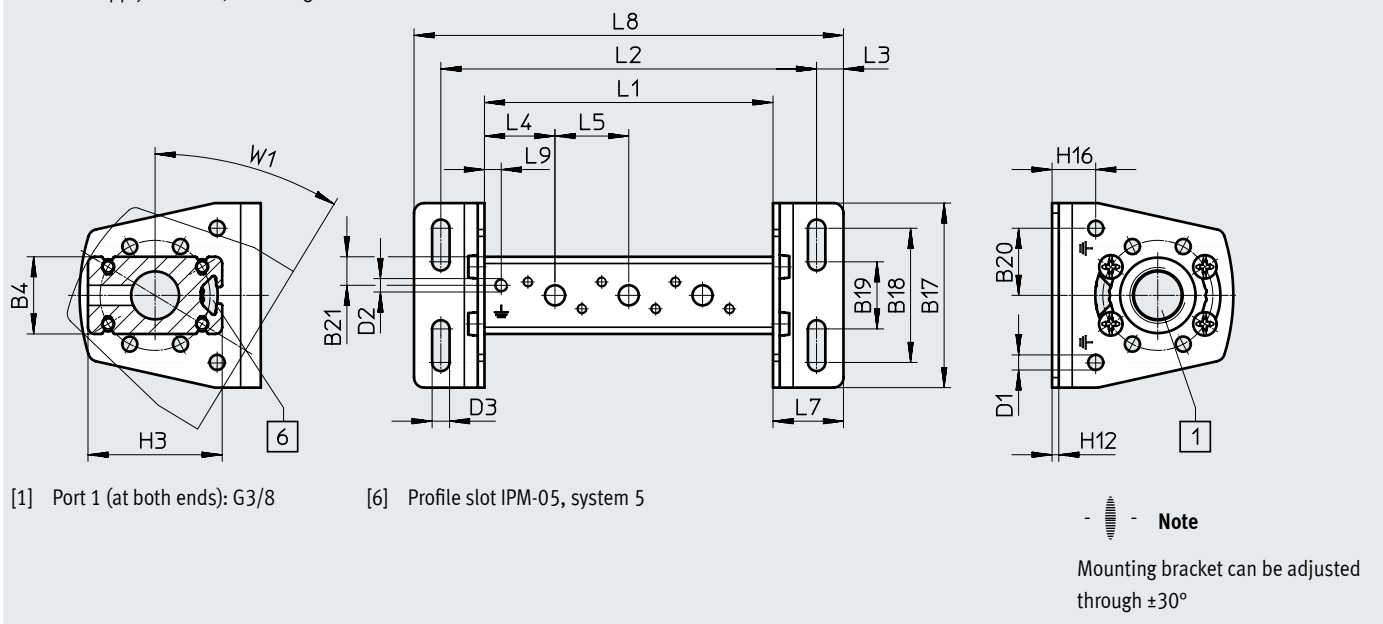 L8
L2
L3
L1
L4
L5
W1
L9
H16
B4
B21
D2
B19
B18
B17
B20
D3
L7
D1
H3
6
H12
1
[1] Port 1 (at both ends): G3/8
[6] Profile slot IPM-05, system 5
- - Note
Mounting bracket can be adjusted
through ±30°